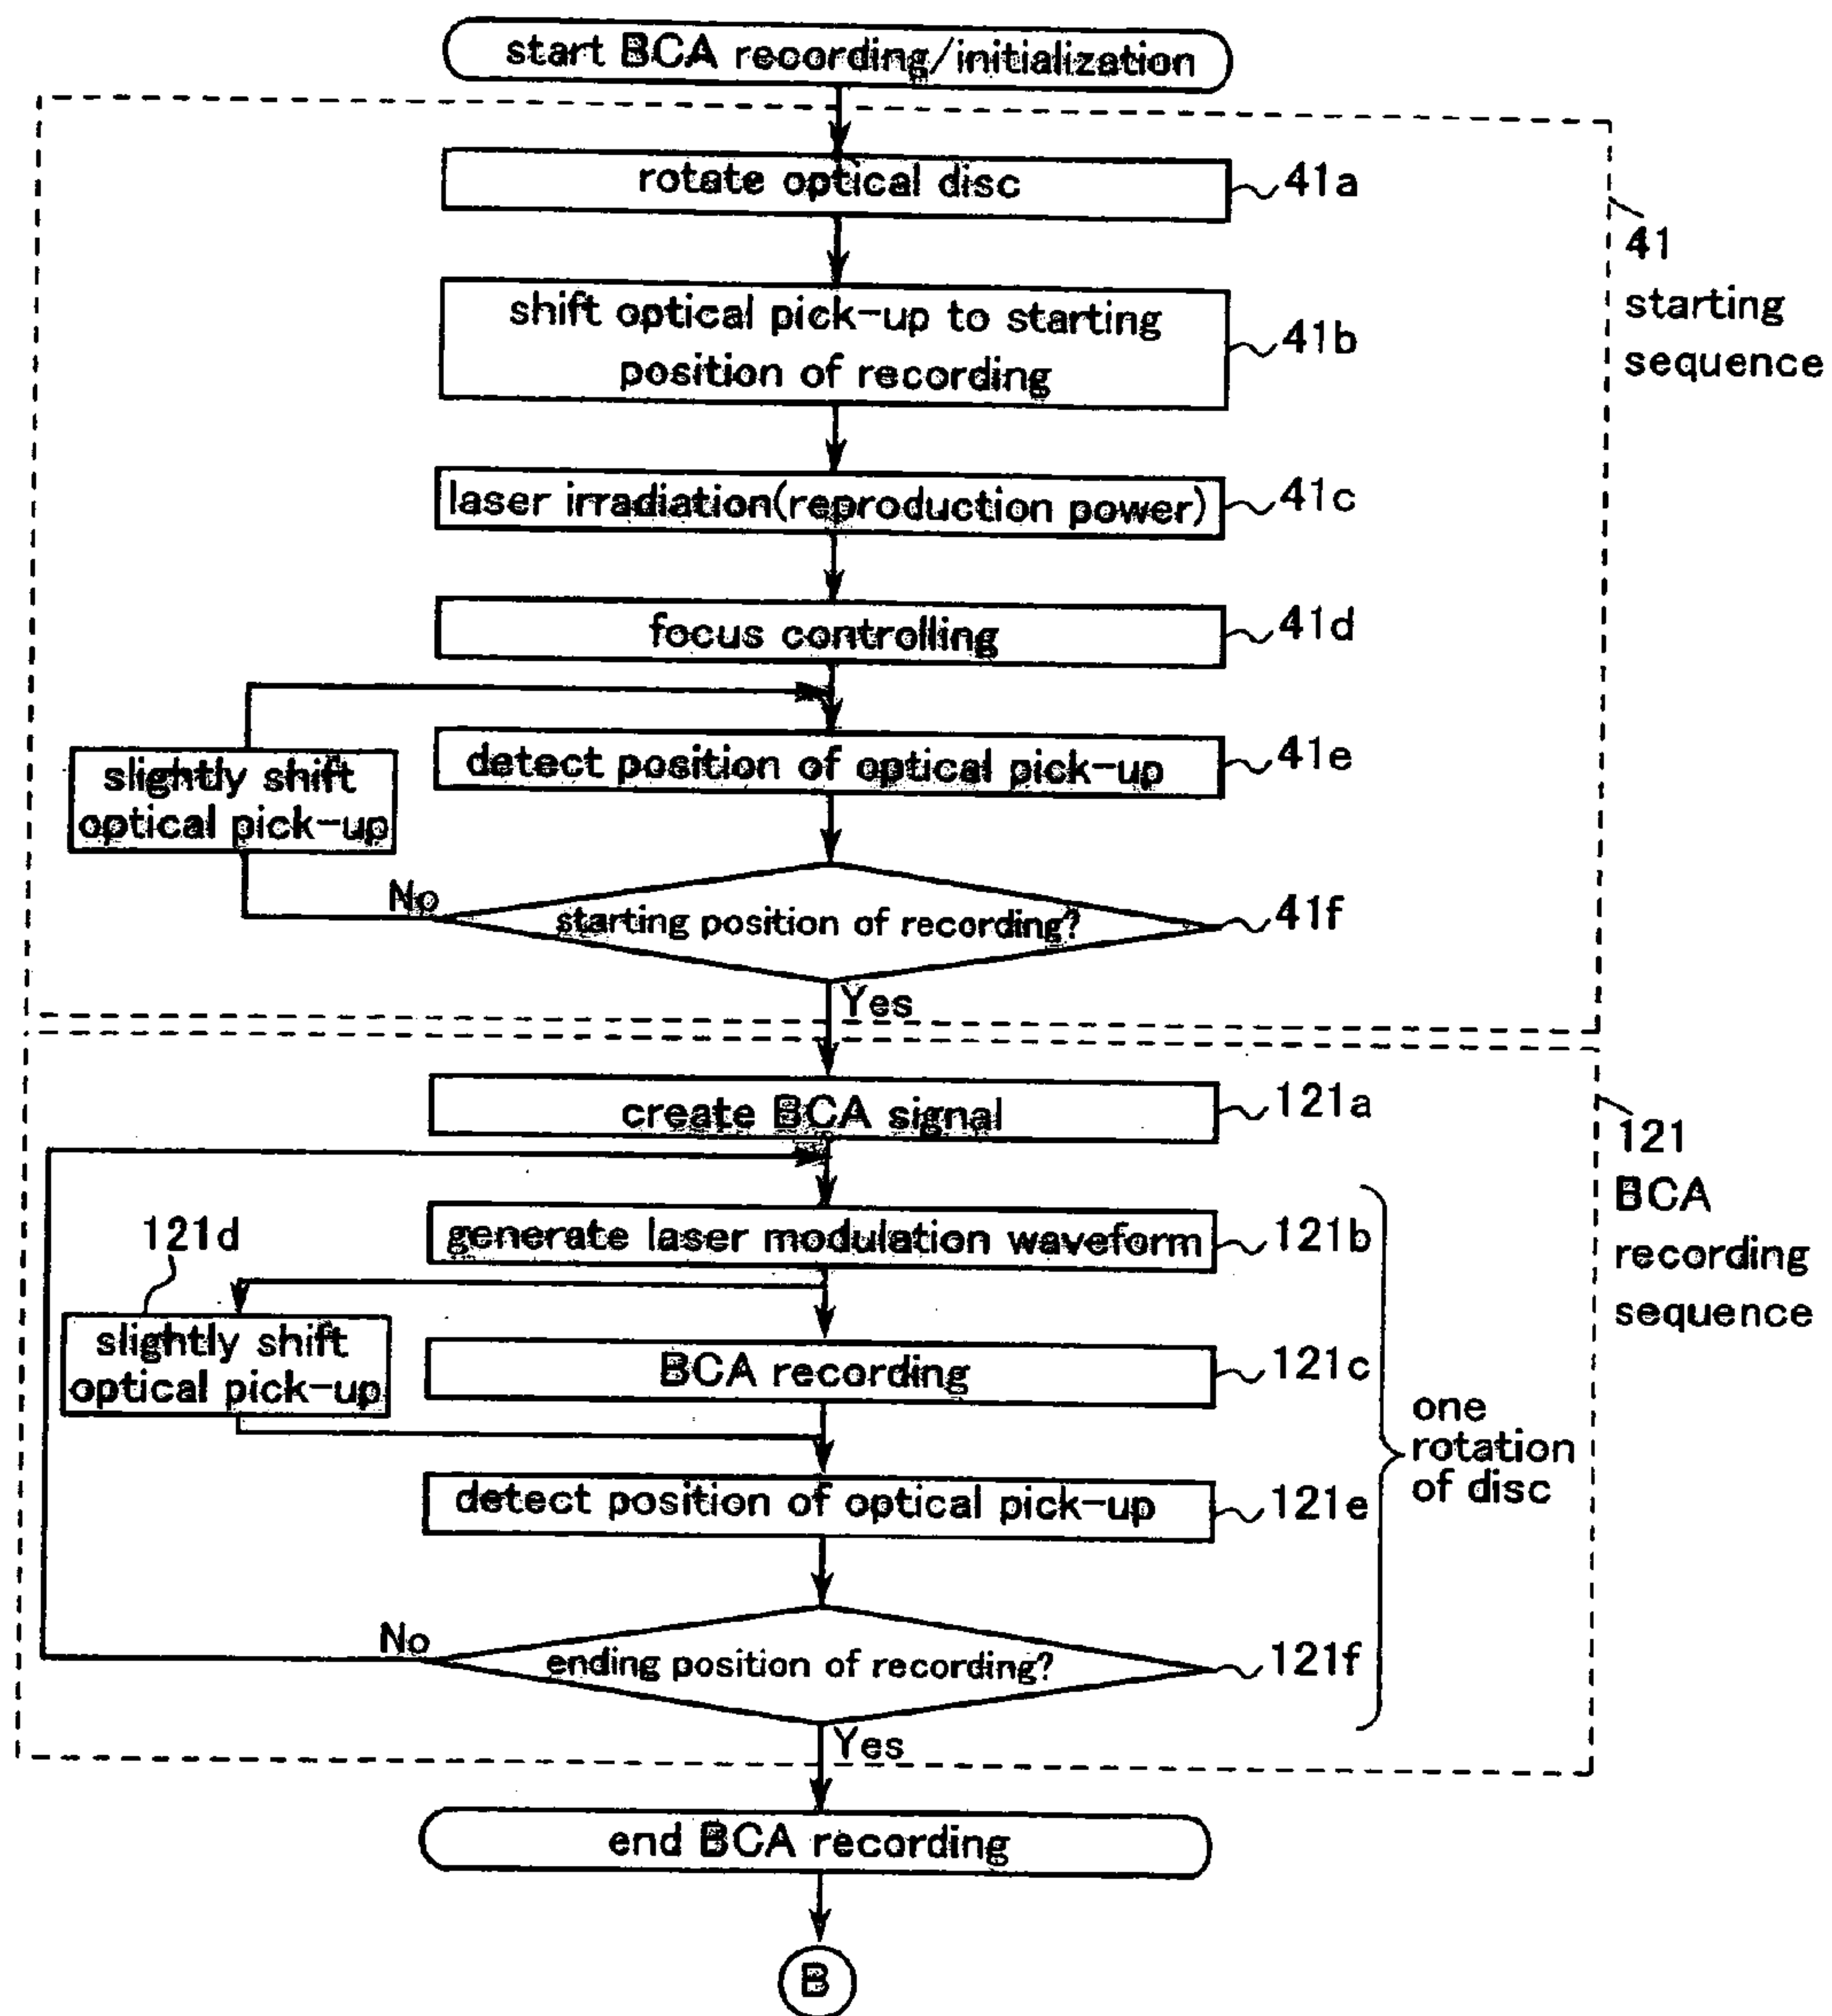 start BCA recording/initialization
rotate optical disc
41a
41
starting
sequence
shift optical pick-up to starting
position of recording
41b
laser irradiation(reproduction power)
41c
focus controlling
41d
slightly shift
optical pick-up
detect position of optical pick-up
41e
No
starting position of recording?
41f
Yes
create BCA signal
121a
121
BCA
recording
sequence
generate laser modulation waveform
121b
121d
slightly shift
optical pick-up
BCA recording
121c
one
rotation
of disc
detect position of optical pick-up
121e
No
ending position of recording?
121f
Yes
end BCA recording
B